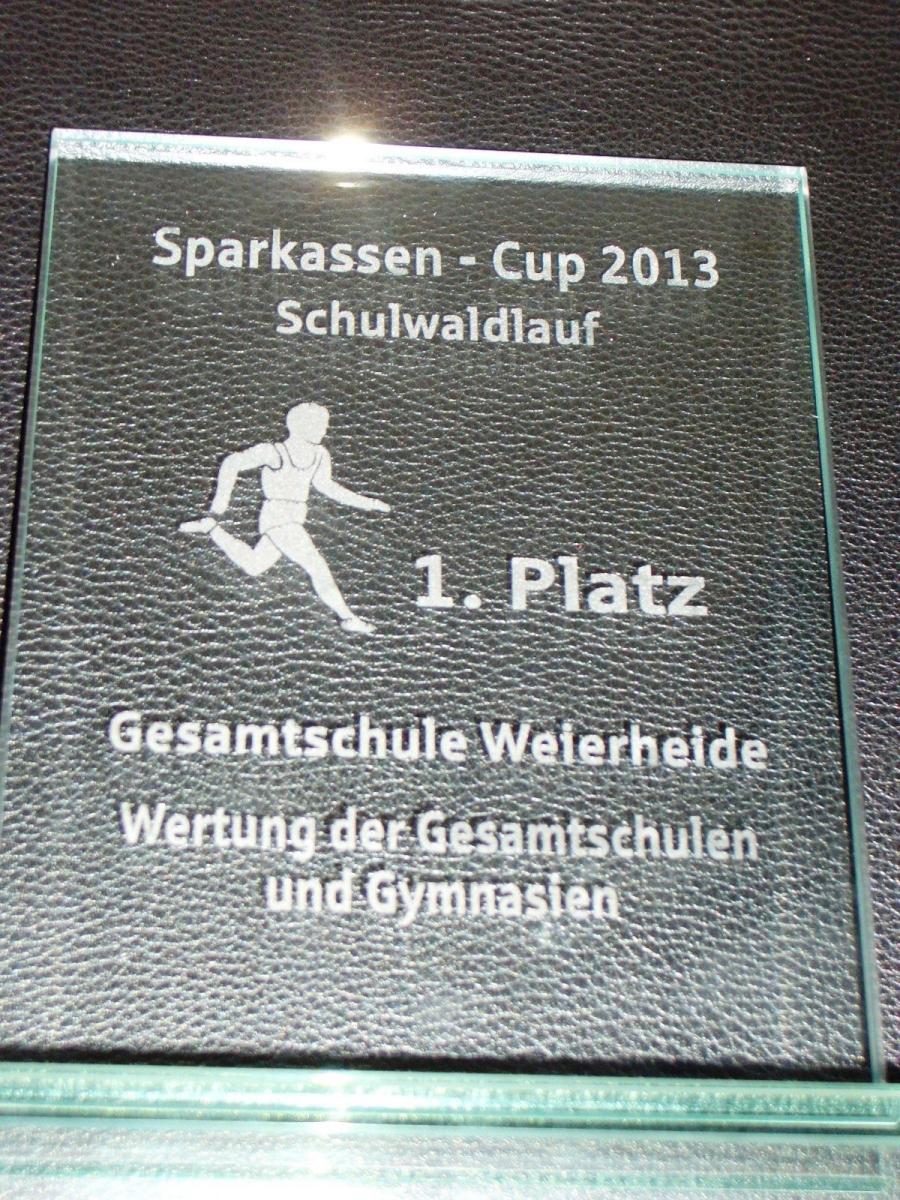 Sparkassen - Cup 2013
Schulwaldlauf
1. Platz
Gesamtschule Weierheide
Wertung der Gesamtschulen
und Gymnasien